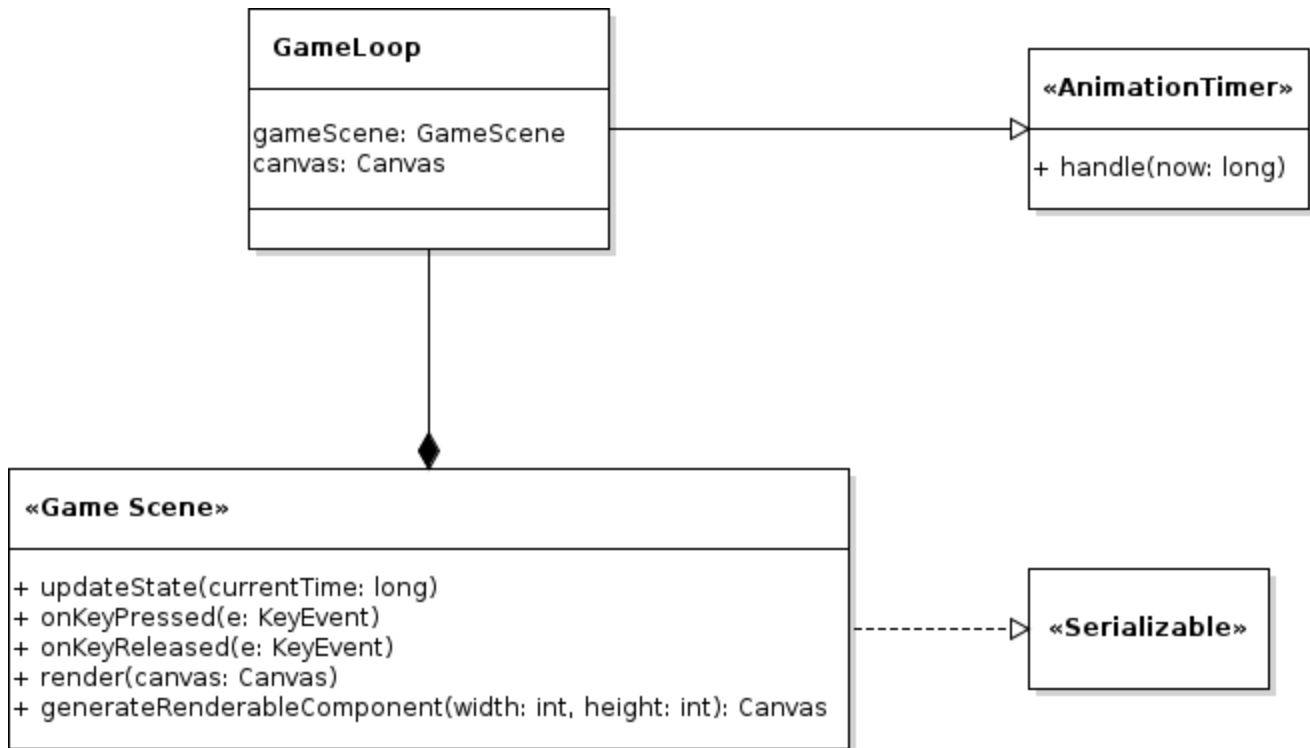 GameLoop
gameScene: GameScene
canvas: Canvas
«AnimationTimer»
+ handle(now: long)
«Game Scene»
+ updateState(currentTime: long)
+ onKeyPressed(e: KeyEvent)
+ onKeyReleased(e: KeyEvent)
+ render(canvas: Canvas)
+ generateRenderableComponent(width: int, height: int): Canvas
«Serializable»